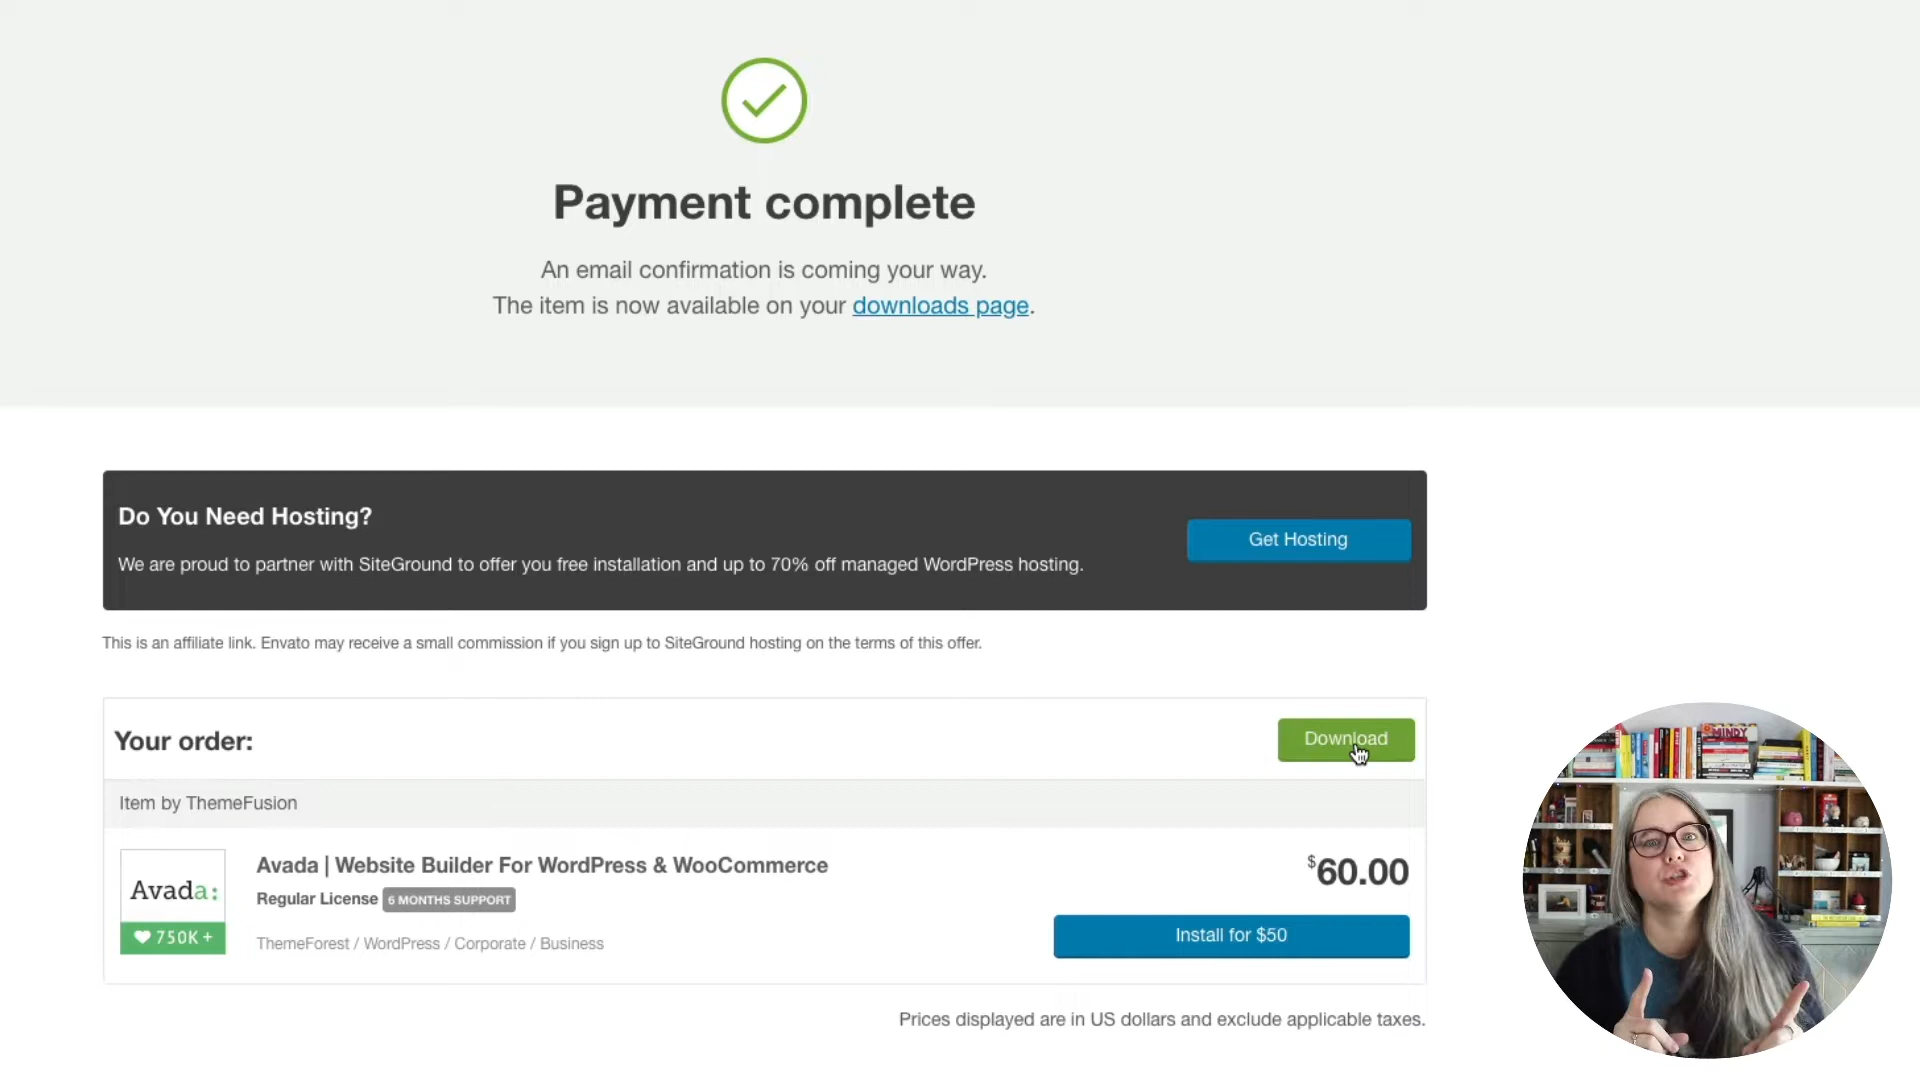 Payment complete
An email confirmation is coming your way.
The item is now available on your downloads page.
Do You Need Hosting?
We are proud to partner with SiteGround to offer you free installation and up to 70% off managed WordPress hosting.
Get Hosting
This is an affiliate link. Envato may receive a small commission if you sign up to SiteGround hosting on the terms of this offer.
Your order:
Download
Item by ThemeFusion
Avada:
750K +
Avada | Website Builder For WordPress & WooCommerce
Regular License 6 MONTHS SUPPORT
ThemeForest / WordPress / Corporate / Business
$60.00
Install for $50
Prices displayed are in US dollars and exclude applicable taxes.
MINDY